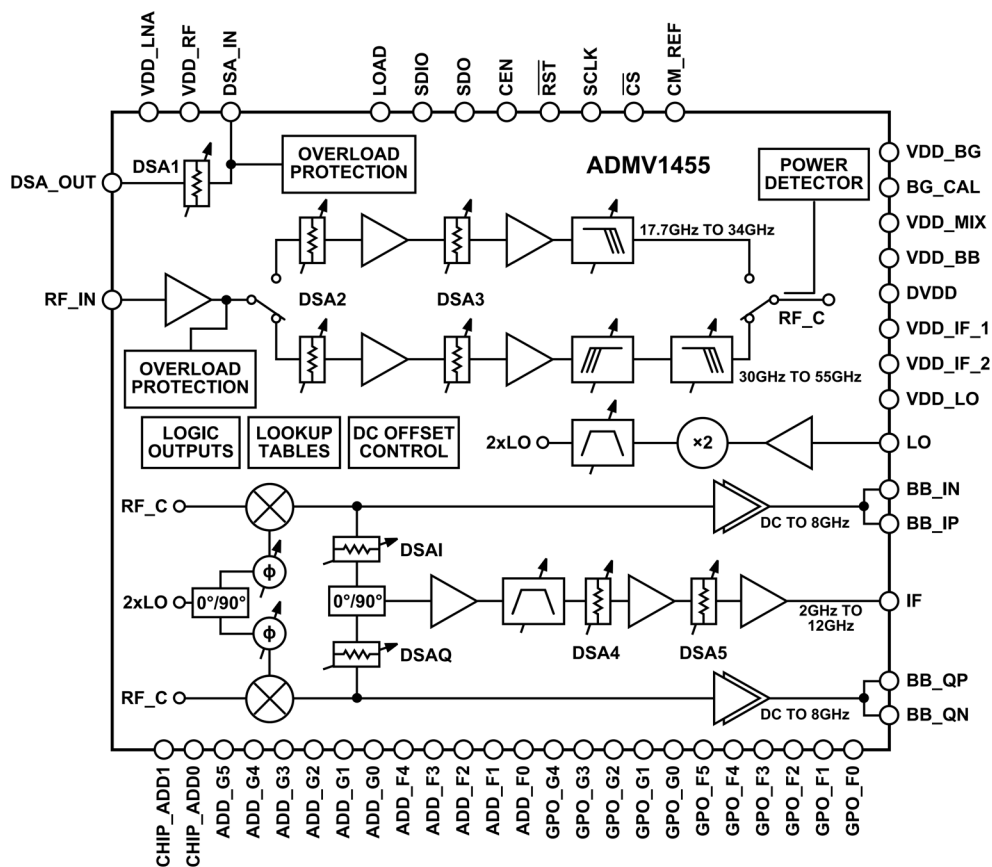 VDD_LNA
VDD_RF
DSA_IN
LOAD
SDIO
SDO
CEN
RST
SCLK
CS
CM_REF
DSA_OUT
DSA1
OVERLOAD
PROTECTION
ADMV1455
POWER
DETECTOR
VDD_BG
BG_CAL
VDD_MIX
VDD_BB
DVDD
VDD_IF_1
VDD_IF_2
VDD_LO
17.7GHz TO 34GHz
RF_IN
DSA2
DSA3
RF_C
OVERLOAD
PROTECTION
30GHz TO 55GHz
LOGIC
OUTPUTS
LOOKUP
TABLES
DC OFFSET
CONTROL
2xLO
×2
LO
RF_C
DC TO 8GHz
BB_IN
BB_IP
DSAI
ϕ
2xLO
0°/90°
0°/90°
ϕ
2GHz TO
12GHz
IF
DSAQ
DSA4
DSA5
RF_C
DC TO 8GHz
BB_QP
BB_QN
CHIP_ADD1
CHIP_ADD0
ADD_G5
ADD_G4
ADD_G3
ADD_G2
ADD_G1
ADD_G0
ADD_F4
ADD_F3
ADD_F2
ADD_F1
ADD_F0
GPO_G4
GPO_G3
GPO_G2
GPO_G1
GPO_G0
GPO_F5
GPO_F4
GPO_F3
GPO_F2
GPO_F1
GPO_F0